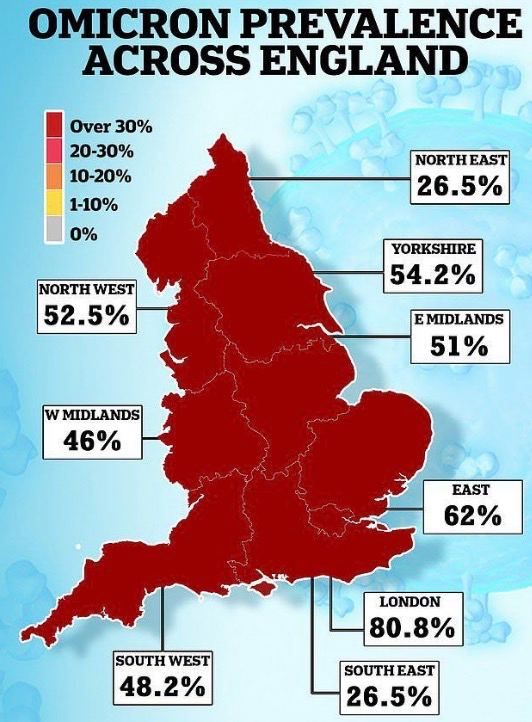 OMICRON PREVALENCE
ACROSS ENGLAND
Over 30%
20-30%
10-20%
1-10%
0%
NORTH EAST
26.5%
YORKSHIRE
54.2%
NORTH WEST
52.5%
E MIDLANDS
51%
W MIDLANDS
46%
EAST
62%
LONDON
80.8%
SOUTH WEST
48.2%
SOUTH EAST
26.5%